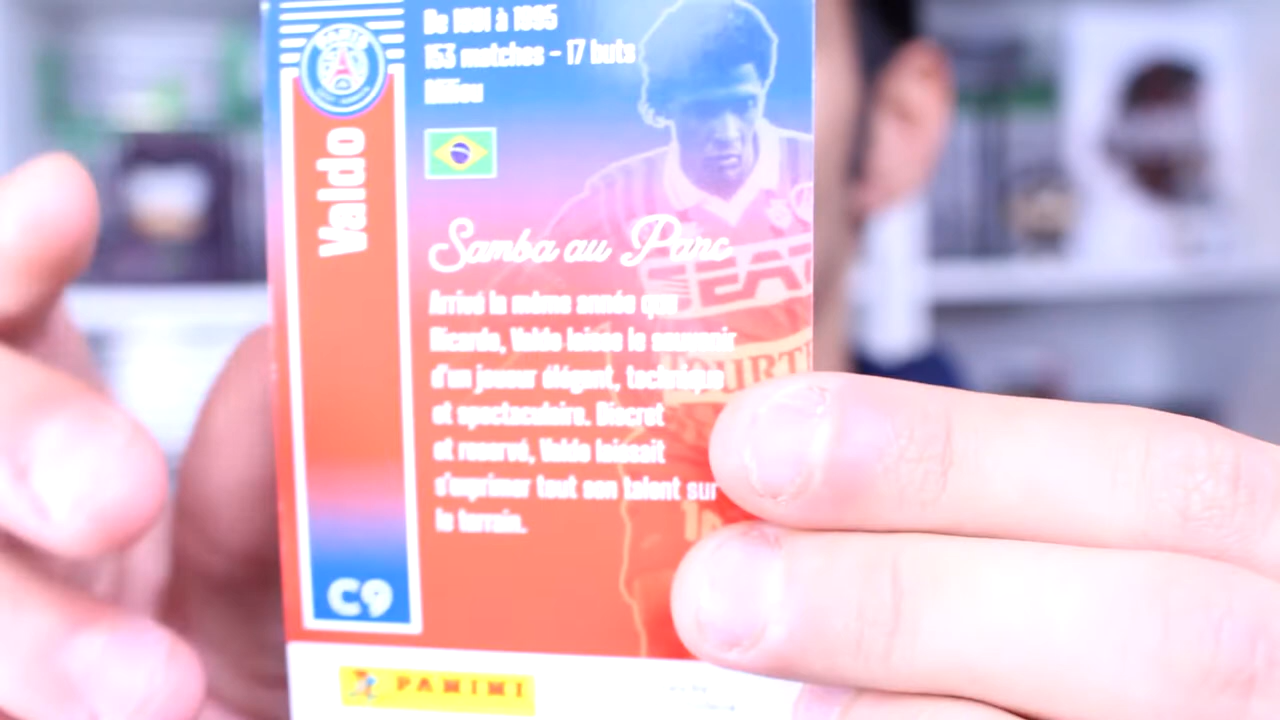 De 1991 à 1995
153 matches - 17 buts
Milieu
PARIS
Valdo
Samba au Parc
SEAT
Arrivé la même année que
Ricardo, Valdo laisse le souvenir
d'un joueur élégant, technique
et spectaculaire. Discret
et reservé, Valdo laissait
s'exprimer tout son talent sur
le terrain.
C9
PANINI